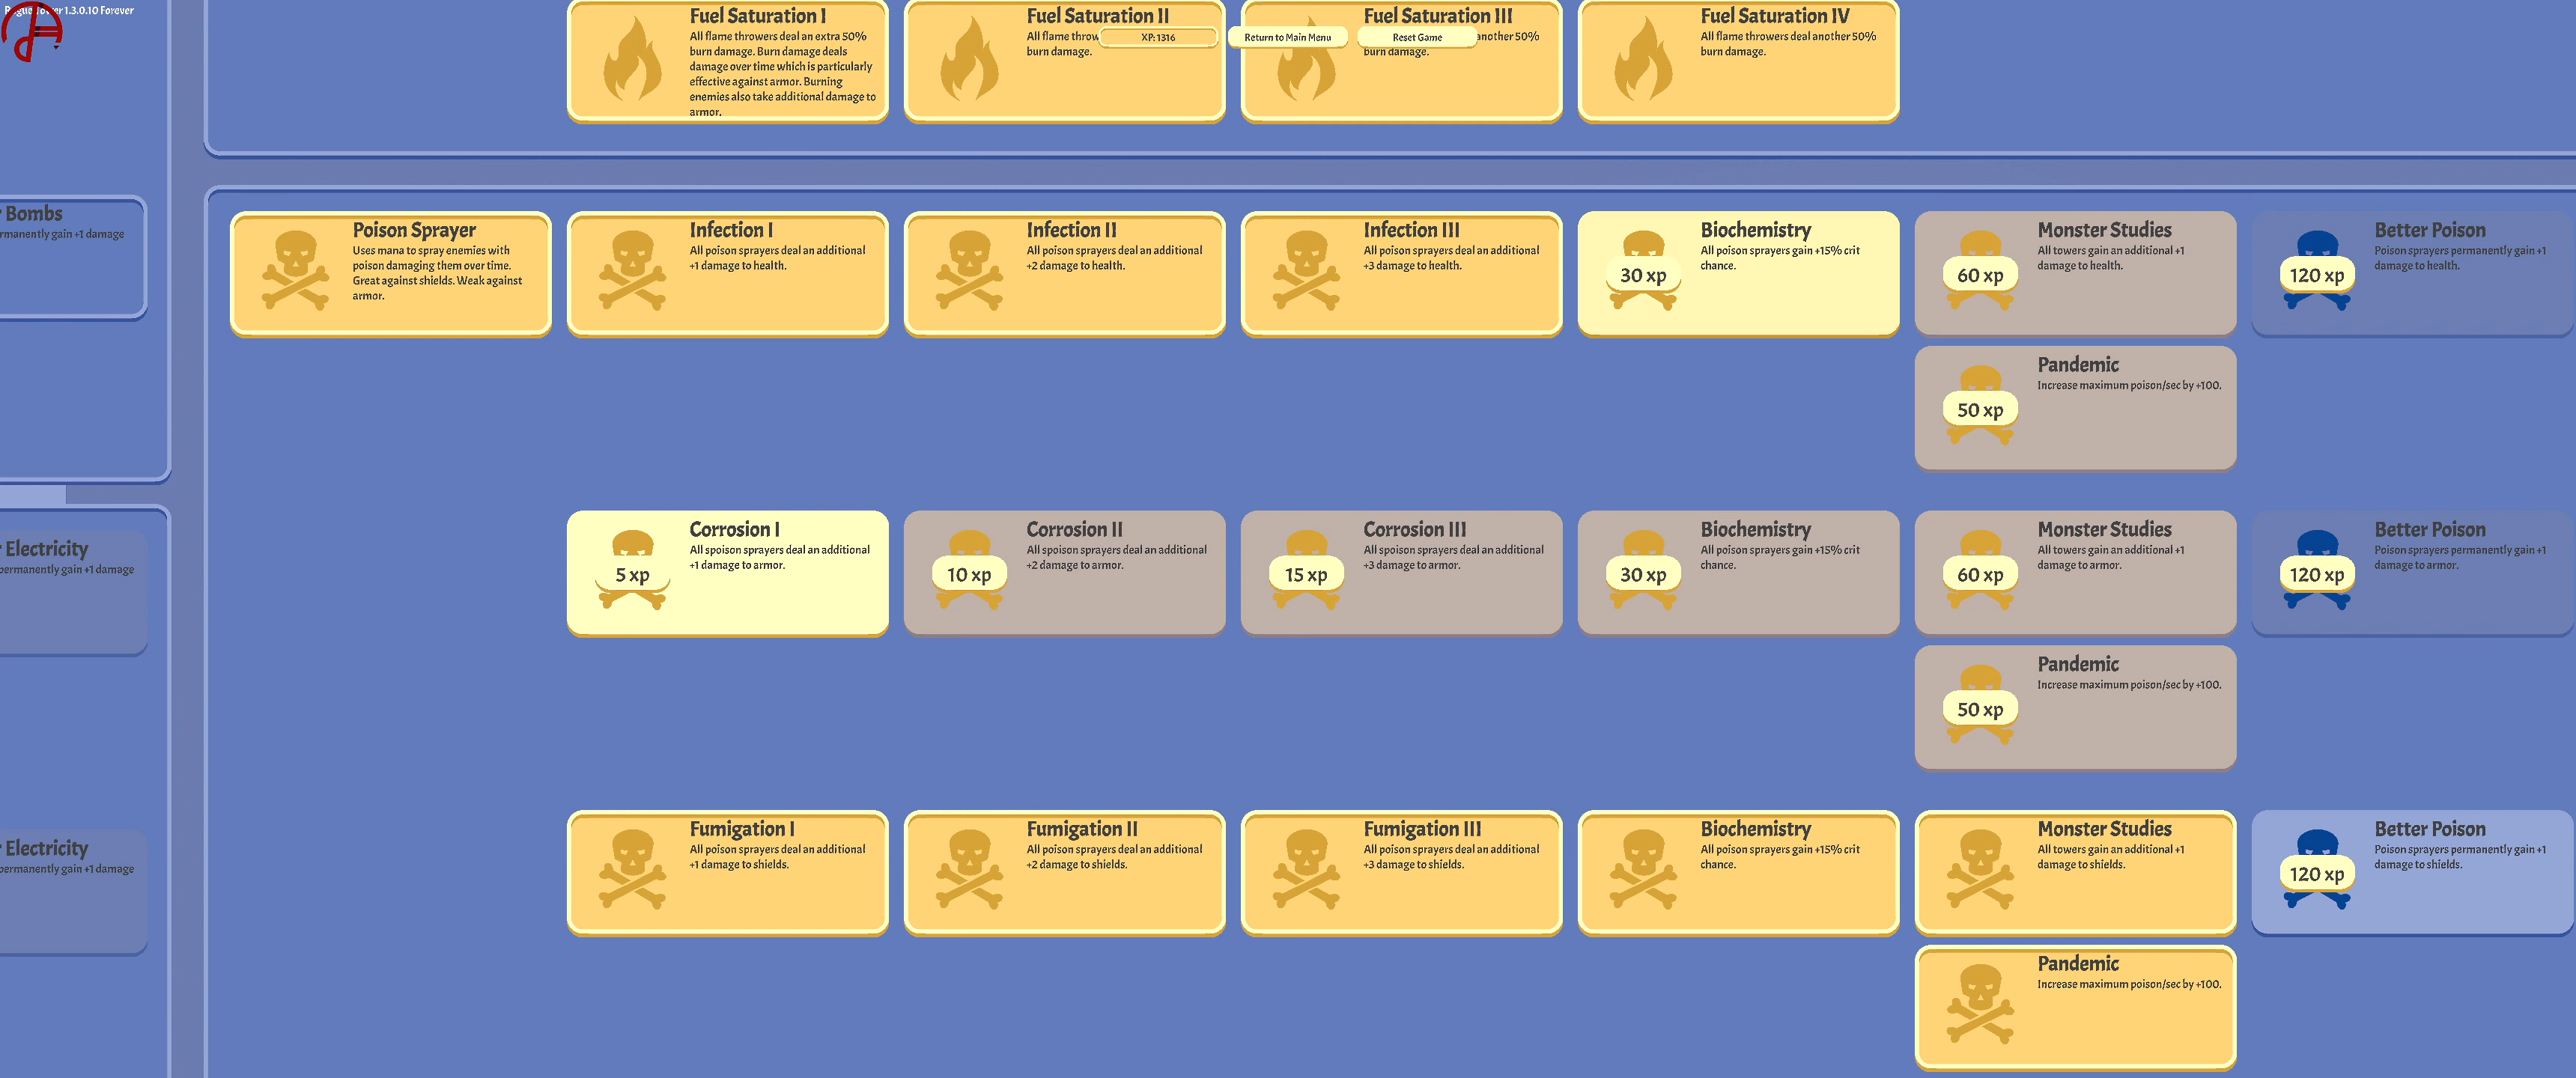 Rogue Tower 1.3.0.10 Forever
Fuel Saturation I
All flame throwers deal an extra 50%
burn damage. Burn damage deals
damage over time which is particularly
effective against armor. Burning
enemies also take additional damage to
armor.
Fuel Saturation II
All flame throw
burn damage.
XP: 1316
Return to Main Menu
Reset Game
Fuel Saturation III
another 50%
burn damage.
Fuel Saturation IV
All flame throwers deal another 50%
burn damage.
Bombs
rmanently gain +1 damage
Electricity
permanently gain +1 damage
Electricity
permanently gain +1 damage
Poison Sprayer
Uses mana to spray enemies with
poison damaging them over time.
Great against shields. Weak against
armor.
Infection I
All poison sprayers deal an additional
+1 damage to health.
Infection II
All poison sprayers deal an additional
+2 damage to health.
Infection III
All poison sprayers deal an additional
+3 damage to health.
Biochemistry
All poison sprayers gain +15% crit
chance.
30 xp
Monster Studies
All towers gain an additional +1
damage to health.
60 xp
Better Poison
Poison sprayers permanently gain +1
damage to health.
120 xp
Pandemic
Increase maximum poison/sec by +100.
50 xp
Corrosion I
All spoison sprayers deal an additional
+1 damage to armor.
5 xp
Corrosion II
All spoison sprayers deal an additional
+2 damage to armor.
10 xp
Corrosion III
All spoison sprayers deal an additional
+3 damage to armor.
15 xp
Biochemistry
All poison sprayers gain +15% crit
chance.
30 xp
Monster Studies
All towers gain an additional +1
damage to armor.
60 xp
Better Poison
Poison sprayers permanently gain +1
damage to armor.
120 xp
Pandemic
Increase maximum poison/sec by +100.
50 xp
Fumigation I
All poison sprayers deal an additional
+1 damage to shields.
Fumigation II
All poison sprayers deal an additional
+2 damage to shields.
Fumigation III
All poison sprayers deal an additional
+3 damage to shields.
Biochemistry
All poison sprayers gain +15% crit
chance.
Monster Studies
All towers gain an additional +1
damage to shields.
Better Poison
Poison sprayers permanently gain +1
damage to shields.
120 xp
Pandemic
Increase maximum poison/sec by +100.